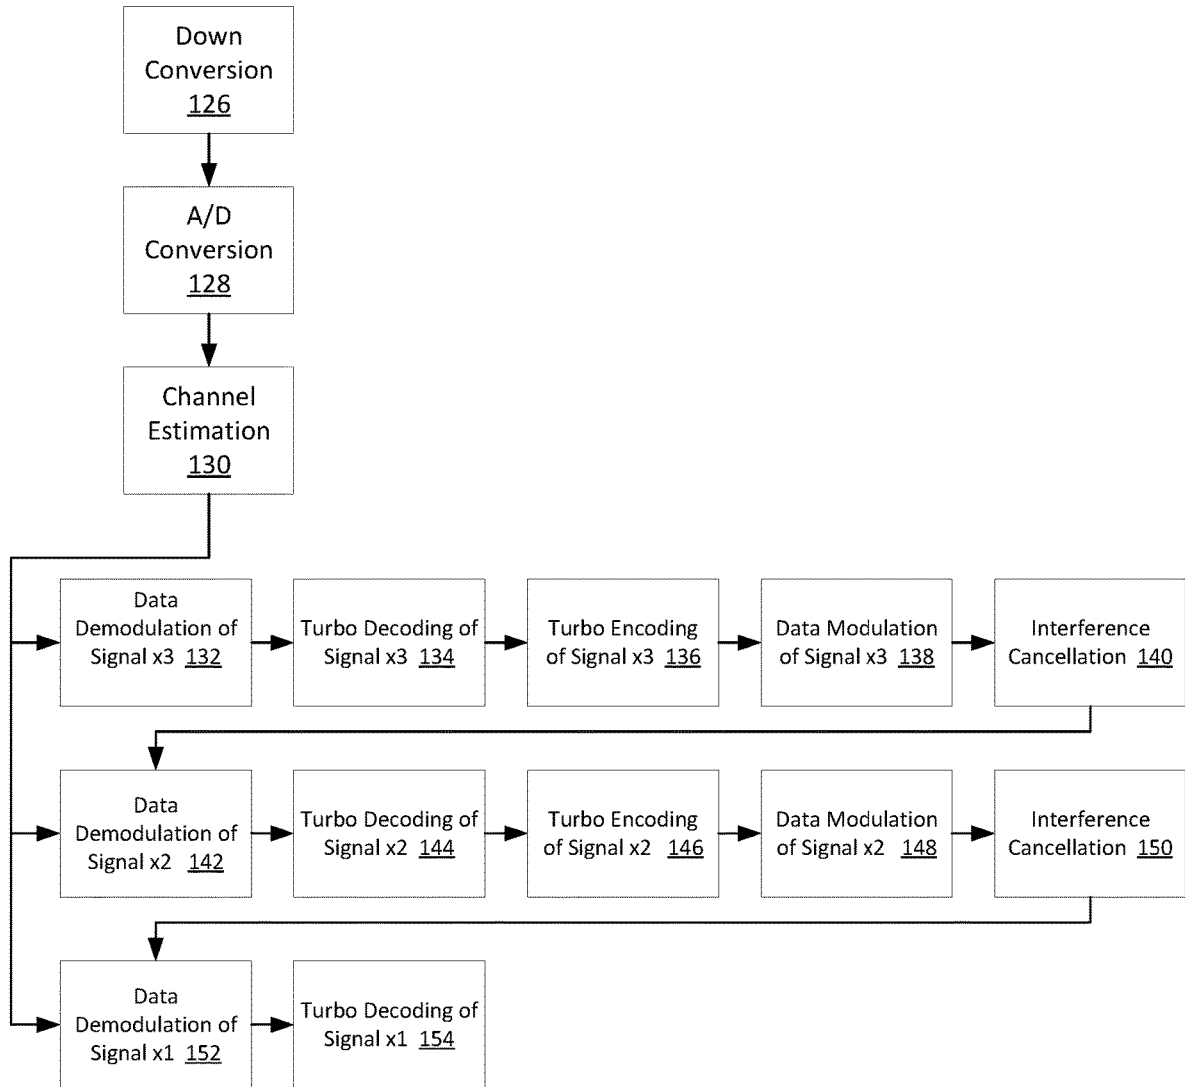 Down
Conversion
126
A/D
Conversion
128
Channel
Estimation
130
Data
Demodulation of
Signal x3 132
Turbo Decoding of
Signal x3 134
Turbo Encoding
of Signal x3 136
Data Modulation
of Signal x3 138
Interference
Cancellation 140
Data
Demodulation of
Signal x2 142
Turbo Decoding of
Signal x2 144
Turbo Encoding
of Signal x2 146
Data Modulation
of Signal x2 148
Interference
Cancellation 150
Data
Demodulation of
Signal x1 152
Turbo Decoding of
Signal x1 154